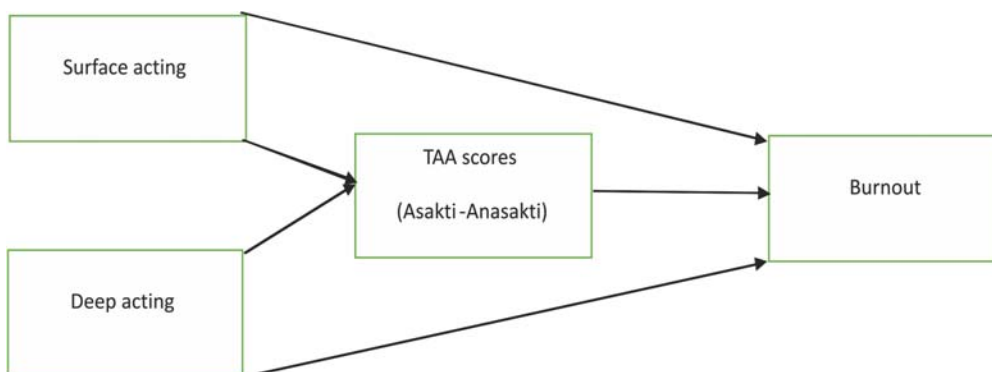 Surface acting
TAA scores
(Asakti-Anasakti)
Burnout
Deep acting